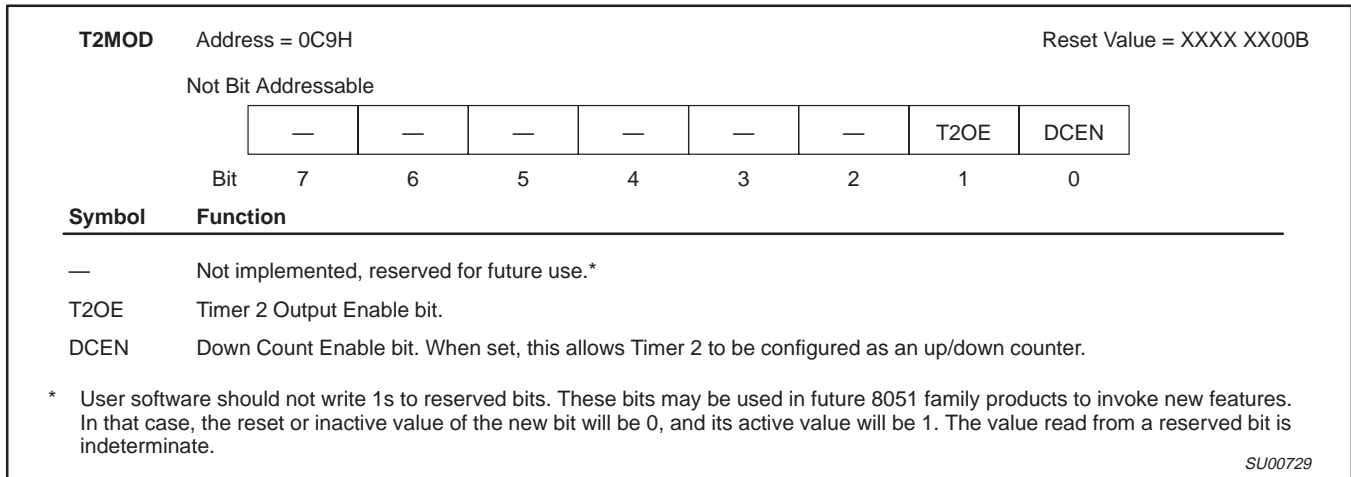 T2MOD Address = 0C9H Reset Value = XXXX XX00B
Not Bit Addressable
— — — — — — T2OE DCEN
Bit 7 6 5 4 3 2 1 0
Symbol Function
— Not implemented, reserved for future use.*
T2OE Timer 2 Output Enable bit.
DCEN Down Count Enable bit. When set, this allows Timer 2 to be configured as an up/down counter.
* User software should not write 1s to reserved bits. These bits may be used in future 8051 family products to invoke new features.
In that case, the reset or inactive value of the new bit will be 0, and its active value will be 1. The value read from a reserved bit is
indeterminate.
SU00729